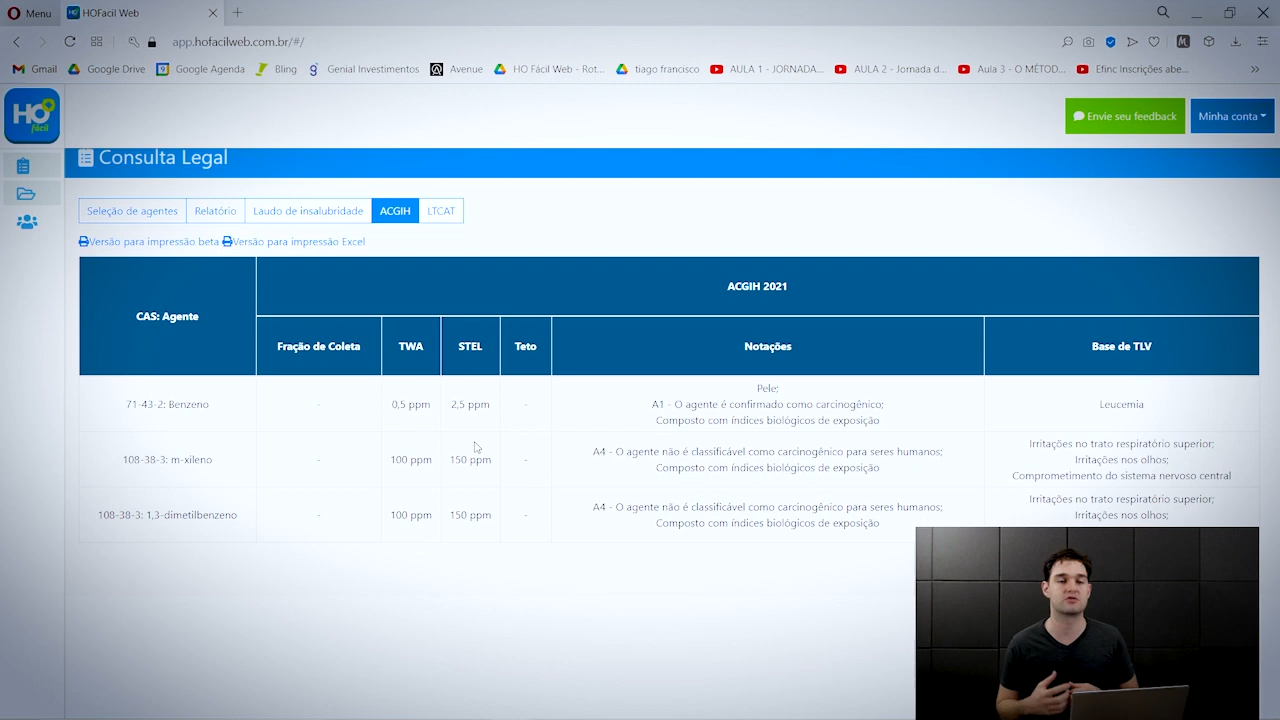 Menu
HOFacil Web
app.hofacilweb.com.br/#/
Gmail
Google Drive
Google Agenda
Bling
Genial Investimentos
Avenue
HO Fácil Web - Rot...
tiago francisco
AULA 1 - JORNADA...
AULA 2 - Jornada d...
Aula 3 - O MÉTOD...
Efinc Inscrições abe...
HO
fácil
Envie seu feedback
Minha conta
Consulta Legal
Seleção de agentes
Relatório
Laudo de insalubridade
ACGIH
LTCAT
Versão para impressão beta
Versão para impressão Excel
CAS: Agente
ACGIH 2021
Fração de Coleta
TWA
STEL
Teto
Notações
Base de TLV
71-43-2: Benzeno
-
0,5 ppm
2,5 ppm
-
Pele;
A1 - O agente é confirmado como carcinogênico;
Composto com índices biológicos de exposição
Leucemia
108-38-3: m-xileno
-
100 ppm
150 ppm
-
A4 - O agente não é classificável como carcinogênico para seres humanos;
Composto com índices biológicos de exposição
Irritações no trato respiratório superior;
Irritações nos olhos;
Comprometimento do sistema nervoso central
108-38-3: 1,3-dimetilbenzeno
-
100 ppm
150 ppm
-
A4 - O agente não é classificável como carcinogênico para seres humanos;
Composto com índices biológicos de exposição
Irritações no trato respiratório superior;
Irritações nos olhos;